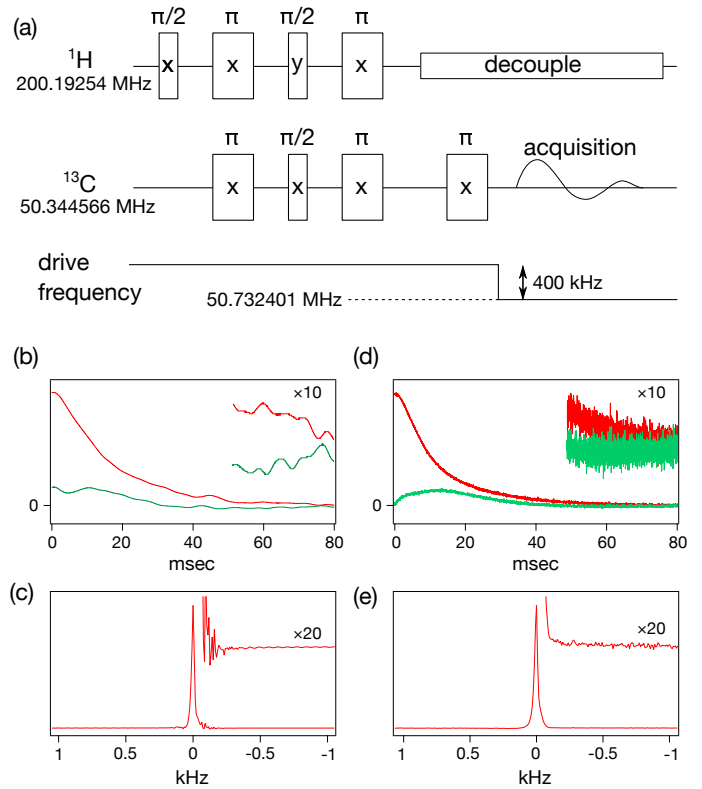 (a)
π/2 π π/2 π
¹H
x x y x decouple
200.19254 MHz
π π/2 π π acquisition
¹³C
x x x x
50.344566 MHz
drive
frequency
400 kHz
50.732401 MHz
(b)
×10
0
0 20 40 60 80
msec
(d)
×10
0
0 20 40 60 80
msec
(c)
×20
1 0.5 0 -0.5 -1
kHz
(e)
×20
1 0.5 0 -0.5 -1
kHz